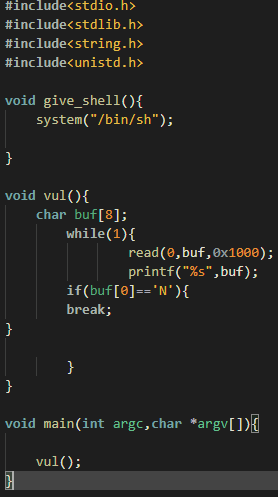 #include<stdio.h>
#include<stdlib.h>
#include<string.h>
#include<unistd.h>
void give_shell(){
system("/bin/sh");
}
void vul(){
char buf[8];
while(1){
read(0,buf,0x1000);
printf("%s",buf);
if(buf[0]=='N'){
break;
}
}
}
void main(int argc,char *argv[]){
vul();
}